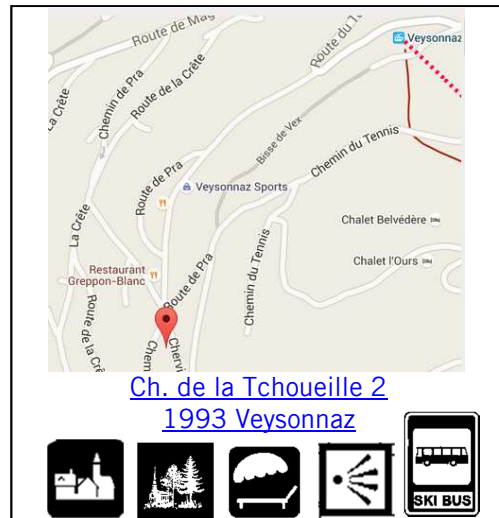 Route de Mag
Route du T
Veysonnaz
Chemin de Pra
Route de la Crête
La Crête
Bisse de Vex
Chemin du Tennis
Route de Pra
Veysonnaz Sports
La Crête
Chalet Belvédère
Chalet l'Ours
Restaurant
Greppon-Blanc
Route de Pra
Chemin du Tennis
Route de la Crê
Chem
Chervi
Ch. de la Tchoueille 2
1993 Veysonnaz
SKI BUS